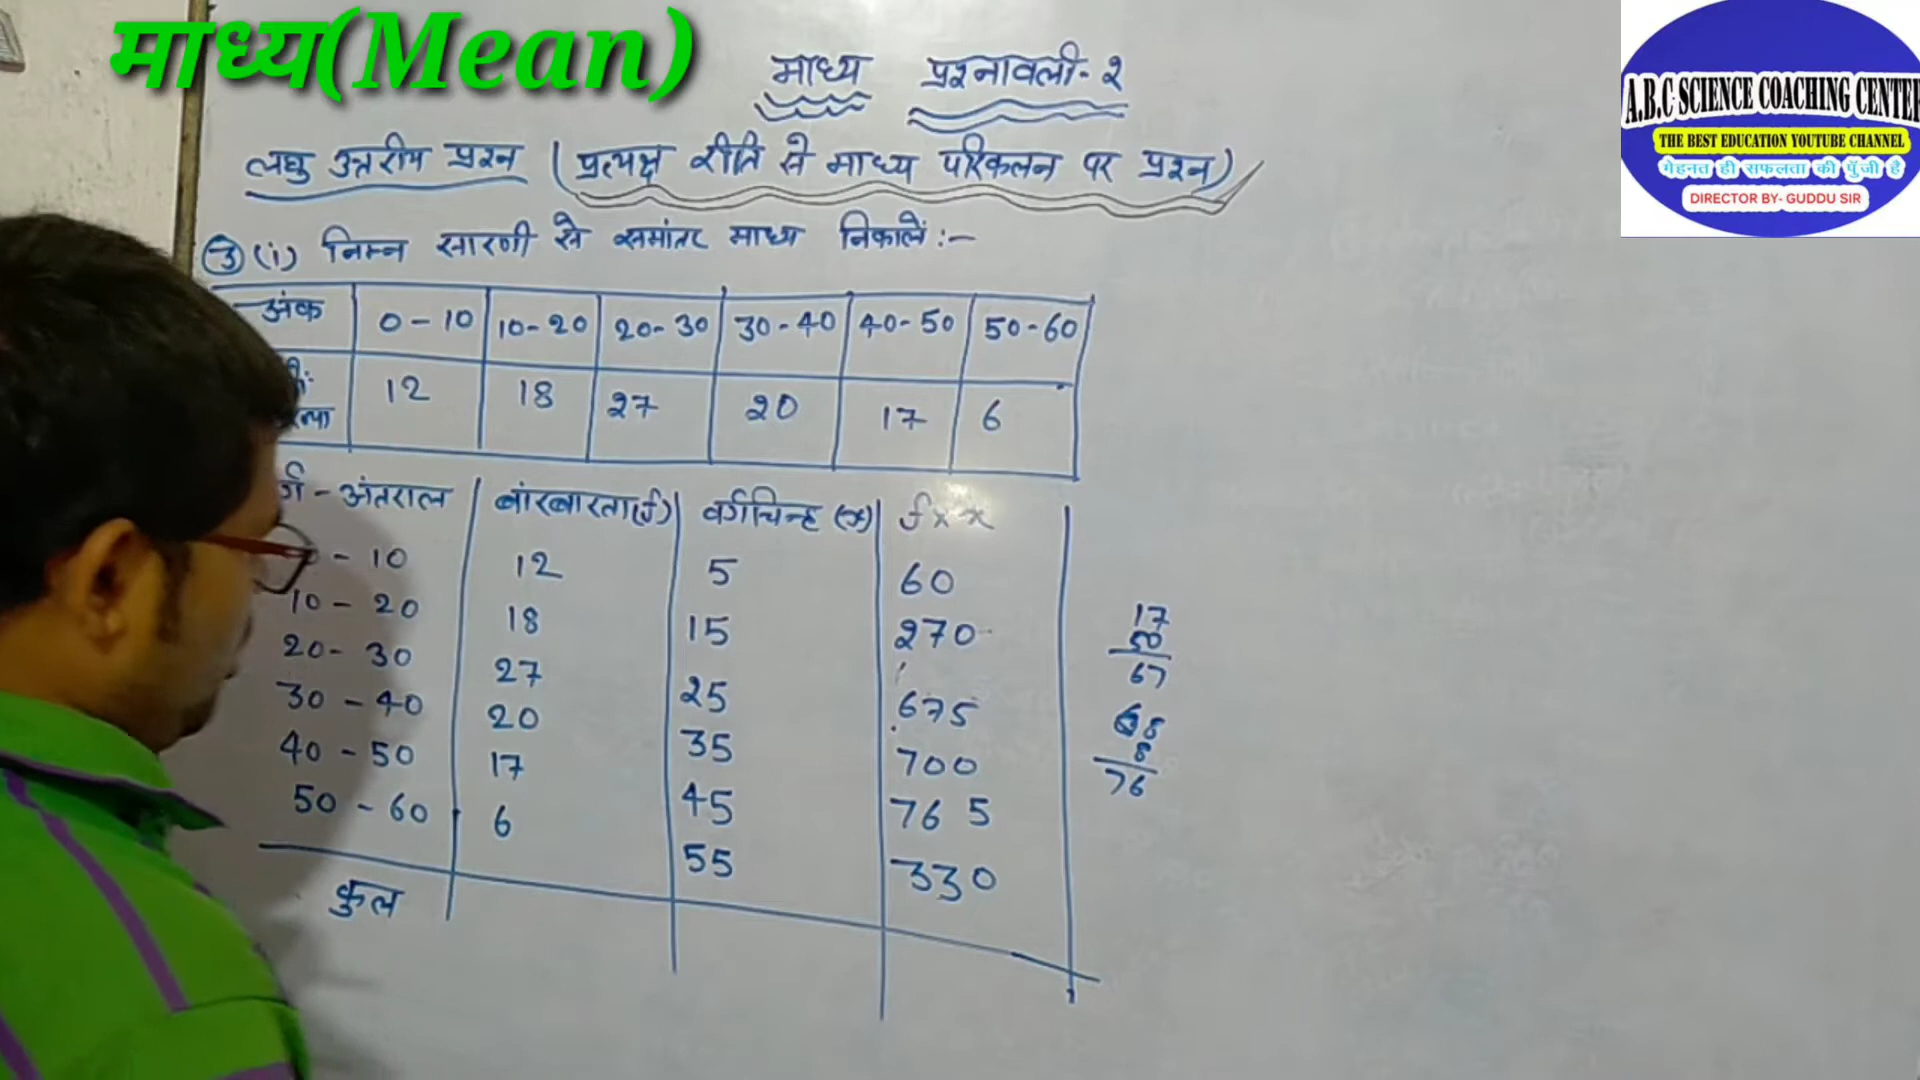 माध्य(Mean)
माध्य प्रश्नावली-२
A.B.C SCIENCE COACHING CENTER
THE BEST EDUCATION YOUTUBE CHANNEL
मेहनत ही सफलता की पुँजी है
DIRECTOR BY- GUDDU SIR
लघु उत्तरीय प्रश्न (प्रत्यक्ष रीति से माध्य परिकलन पर प्रश्न)
3 (i) निम्न सारणी से समांतर माध्य निकालें :-
अंक 0-10 10-20 20-30 30-40 40-50 50-60
12 18 27 20 17 6
र्ग - अंतराल बांरबारता(f) वर्गचिन्ह (x) f x x
- 10 12 5 60
10 - 20 18 15 270
20 - 30 27 25 675
30 - 40 20 35 700
40 - 50 17 45 765
50 - 60 6 55 330
कुल
17
50
67
68
8
76